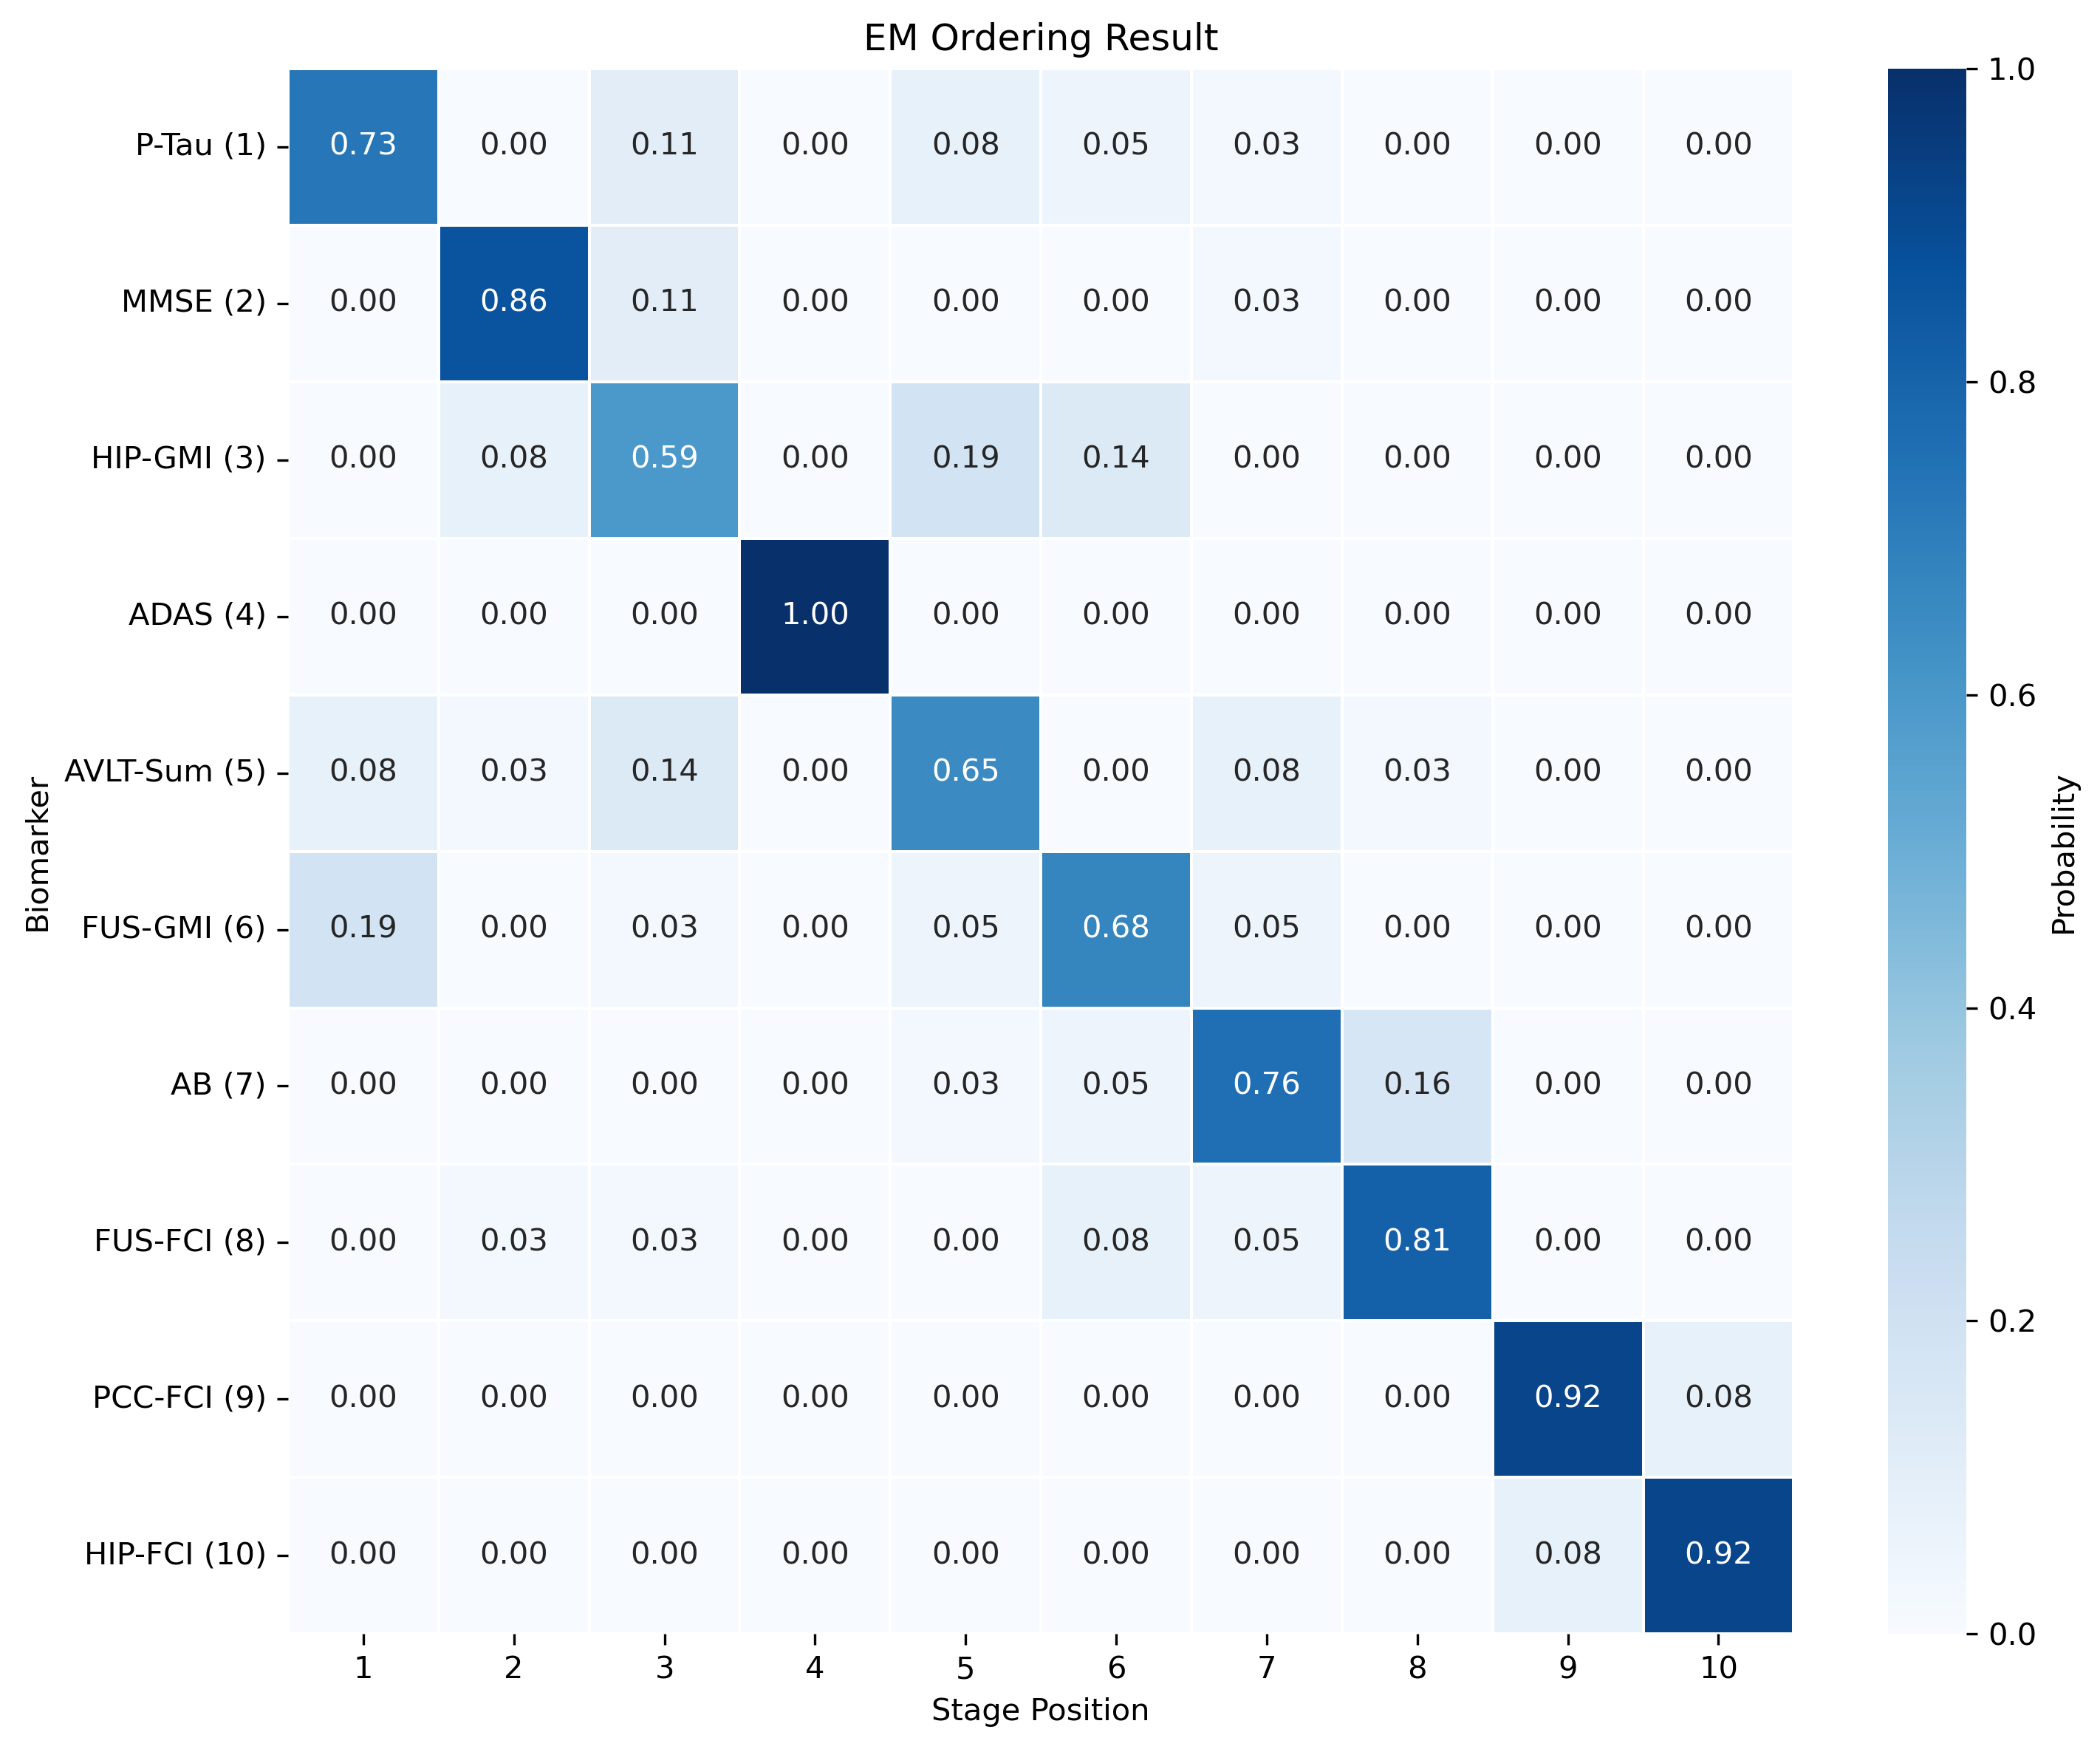 EM Ordering Result
P-Tau (1) 0.73 0.00 0.11 0.00 0.08 0.05 0.03 0.00 0.00 0.00
MMSE (2) 0.00 0.86 0.11 0.00 0.00 0.00 0.03 0.00 0.00 0.00
HIP-GMI (3) 0.00 0.08 0.59 0.00 0.19 0.14 0.00 0.00 0.00 0.00
ADAS (4) 0.00 0.00 0.00 1.00 0.00 0.00 0.00 0.00 0.00 0.00
AVLT-Sum (5) 0.08 0.03 0.14 0.00 0.65 0.00 0.08 0.03 0.00 0.00
FUS-GMI (6) 0.19 0.00 0.03 0.00 0.05 0.68 0.05 0.00 0.00 0.00
AB (7) 0.00 0.00 0.00 0.00 0.03 0.05 0.76 0.16 0.00 0.00
FUS-FCI (8) 0.00 0.03 0.03 0.00 0.00 0.08 0.05 0.81 0.00 0.00
PCC-FCI (9) 0.00 0.00 0.00 0.00 0.00 0.00 0.00 0.00 0.92 0.08
HIP-FCI (10) 0.00 0.00 0.00 0.00 0.00 0.00 0.00 0.00 0.08 0.92
1 2 3 4 5 6 7 8 9 10
Stage Position
Biomarker
1.0
0.8
0.6
0.4
0.2
0.0
Probability